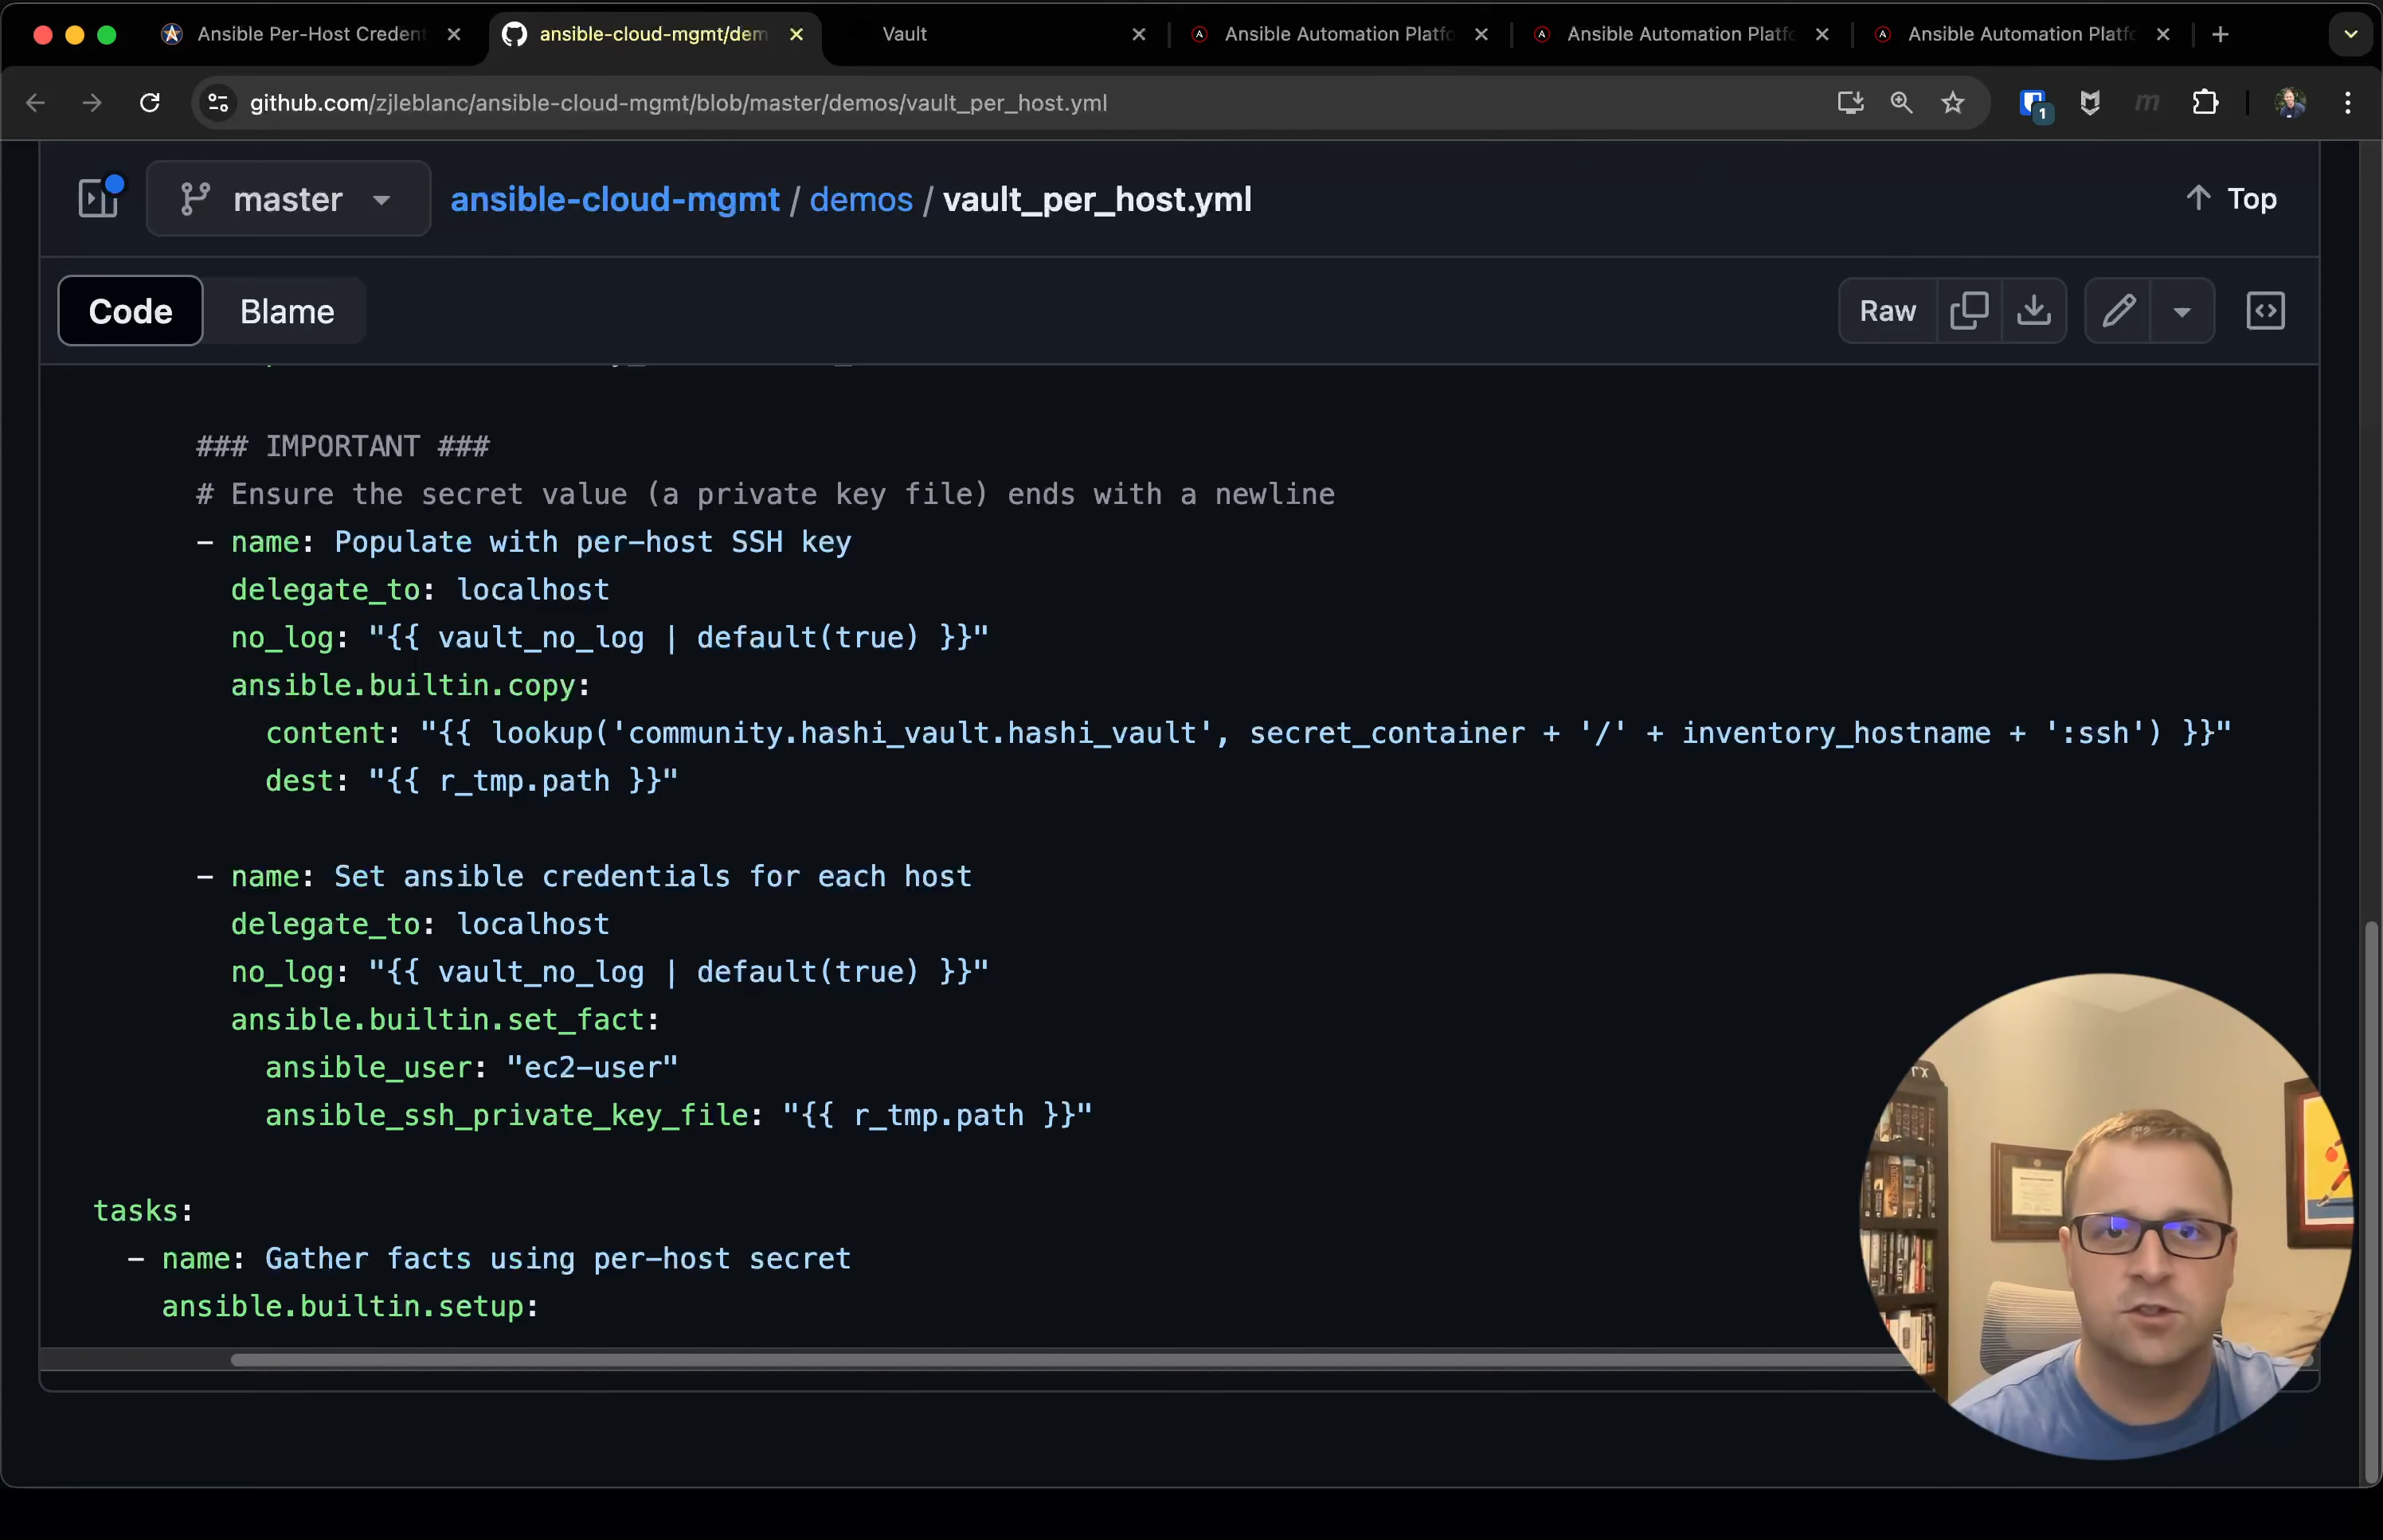 Ansible Per-Host Credent
ansible-cloud-mgmt/dem
Vault
Ansible Automation Platfo
Ansible Automation Platfo
Ansible Automation Platfo
github.com/zjleblanc/ansible-cloud-mgmt/blob/master/demos/vault_per_host.yml
1
master
ansible-cloud-mgmt / demos / vault_per_host.yml
Top
Code
Blame
Raw
### IMPORTANT ###
# Ensure the secret value (a private key file) ends with a newline
- name: Populate with per-host SSH key
delegate_to: localhost
no_log: "{{ vault_no_log | default(true) }}"
ansible.builtin.copy:
content: "{{ lookup('community.hashi_vault.hashi_vault', secret_container + '/' + inventory_hostname + ':ssh') }}"
dest: "{{ r_tmp.path }}"
- name: Set ansible credentials for each host
delegate_to: localhost
no_log: "{{ vault_no_log | default(true) }}"
ansible.builtin.set_fact:
ansible_user: "ec2-user"
ansible_ssh_private_key_file: "{{ r_tmp.path }}"
tasks:
- name: Gather facts using per-host secret
ansible.builtin.setup: